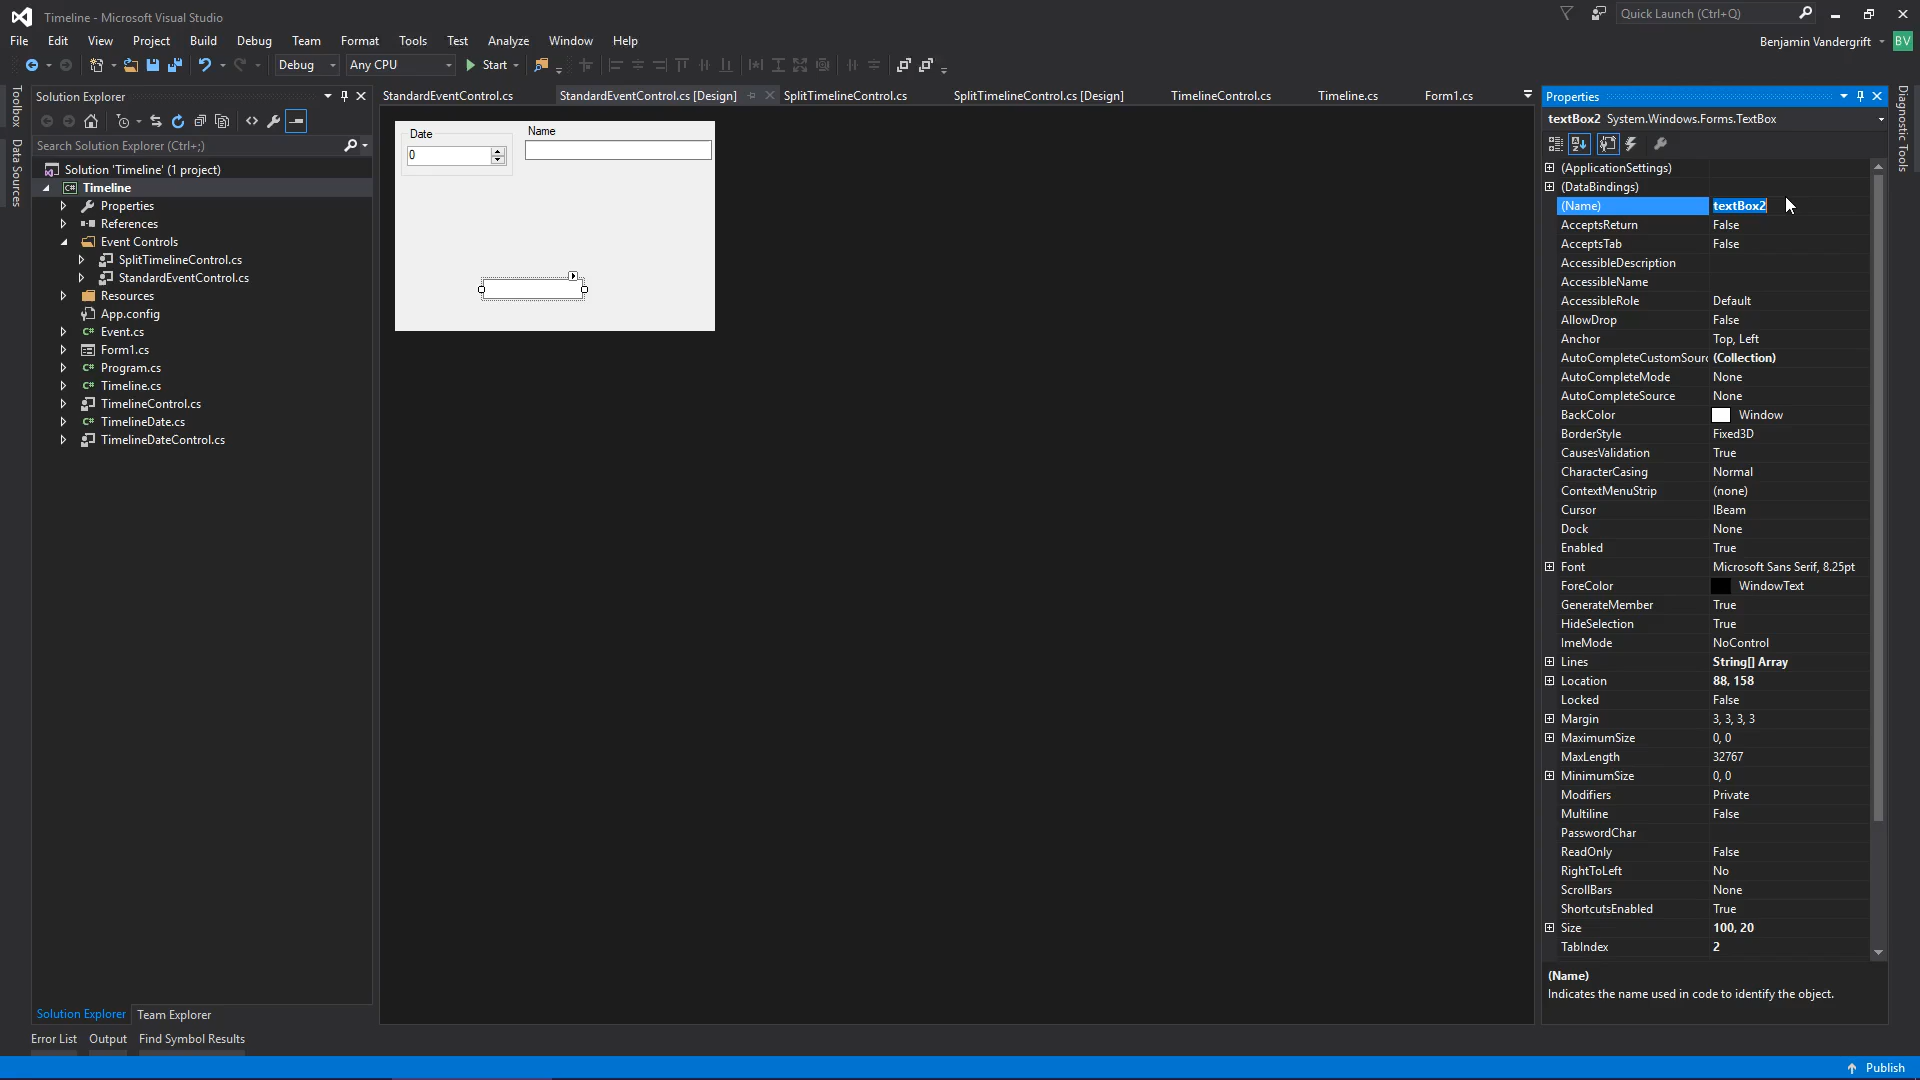 Timeline - Microsoft Visual Studio
Quick Launch (Ctrl+Q)
File Edit View Project Build Debug Team Format Tools Test Analyze Window Help
Benjamin Vandergrift BV
Debug Any CPU Start
Toolbox
Data Sources
Solution Explorer
Search Solution Explorer (Ctrl+;)
Solution 'Timeline' (1 project)
Timeline
Properties
References
Event Controls
SplitTimelineControl.cs
StandardEventControl.cs
Resources
App.config
Event.cs
Form1.cs
Program.cs
Timeline.cs
TimelineControl.cs
TimelineDate.cs
TimelineDateControl.cs
Solution Explorer Team Explorer
StandardEventControl.cs StandardEventControl.cs [Design] SplitTimelineControl.cs SplitTimelineControl.cs [Design] TimelineControl.cs Timeline.cs Form1.cs
Date Name
0
Properties
textBox2 System.Windows.Forms.TextBox
(ApplicationSettings)
(DataBindings)
(Name) textBox2
AcceptsReturn False
AcceptsTab False
AccessibleDescription
AccessibleName
AccessibleRole Default
AllowDrop False
Anchor Top, Left
AutoCompleteCustomSourc (Collection)
AutoCompleteMode None
AutoCompleteSource None
BackColor Window
BorderStyle Fixed3D
CausesValidation True
CharacterCasing Normal
ContextMenuStrip (none)
Cursor IBeam
Dock None
Enabled True
Font Microsoft Sans Serif, 8.25pt
ForeColor WindowText
GenerateMember True
HideSelection True
ImeMode NoControl
Lines String[] Array
Location 88, 158
Locked False
Margin 3, 3, 3, 3
MaximumSize 0, 0
MaxLength 32767
MinimumSize 0, 0
Modifiers Private
Multiline False
PasswordChar
ReadOnly False
RightToLeft No
ScrollBars None
ShortcutsEnabled True
Size 100, 20
TabIndex 2
(Name)
Indicates the name used in code to identify the object.
Diagnostic Tools
Error List Output Find Symbol Results
Publish